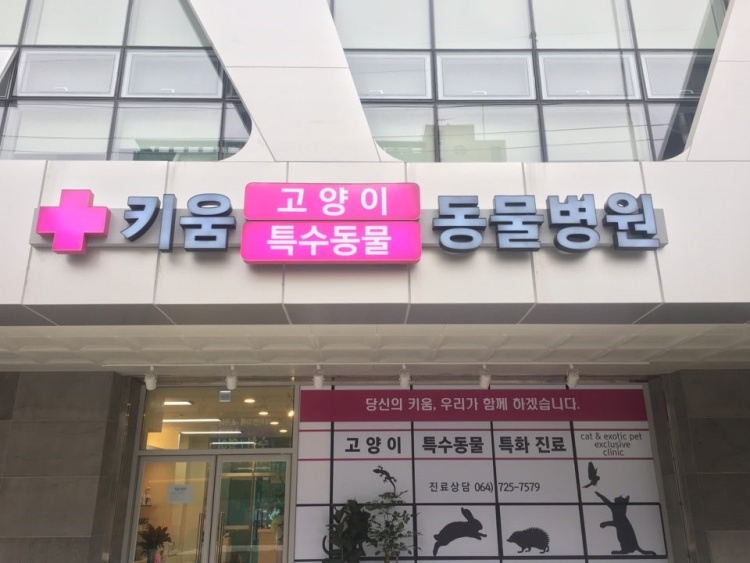 키움 고양이 동물병원
특수동물
당신의 키움, 우리가 함께 하겠습니다.
고양이 특수동물 특화 진료
cat & exotic pet
exclusive
clinic
진료상담 064) 725-7579